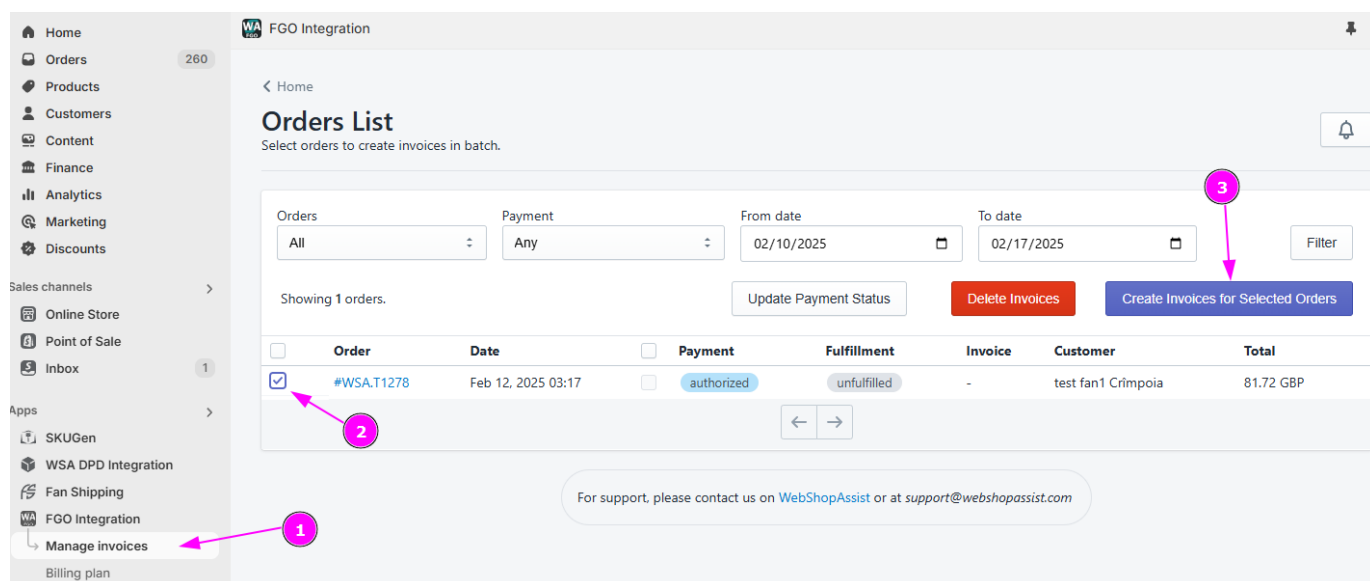 Home
Orders 260
Products
Customers
Content
Finance
Analytics
Marketing
Discounts
Sales channels
Online Store
Point of Sale
Inbox 1
Apps
SKUGen
WSA DPD Integration
Fan Shipping
WA FGO Integration
Manage invoices
Billing plan
WA FGO FGO Integration
Home
Orders List
Select orders to create invoices in batch.
Orders Payment From date To date
All Any 02/10/2025 02/17/2025 Filter
Showing 1 orders. Update Payment Status Delete Invoices Create Invoices for Selected Orders
Order Date Payment Fulfillment Invoice Customer Total
#WSA.T1278 Feb 12, 2025 03:17 authorized unfulfilled - test fan1 Crîmpoia 81.72 GBP
For support, please contact us on WebShopAssist or at support@webshopassist.com
1
2
3